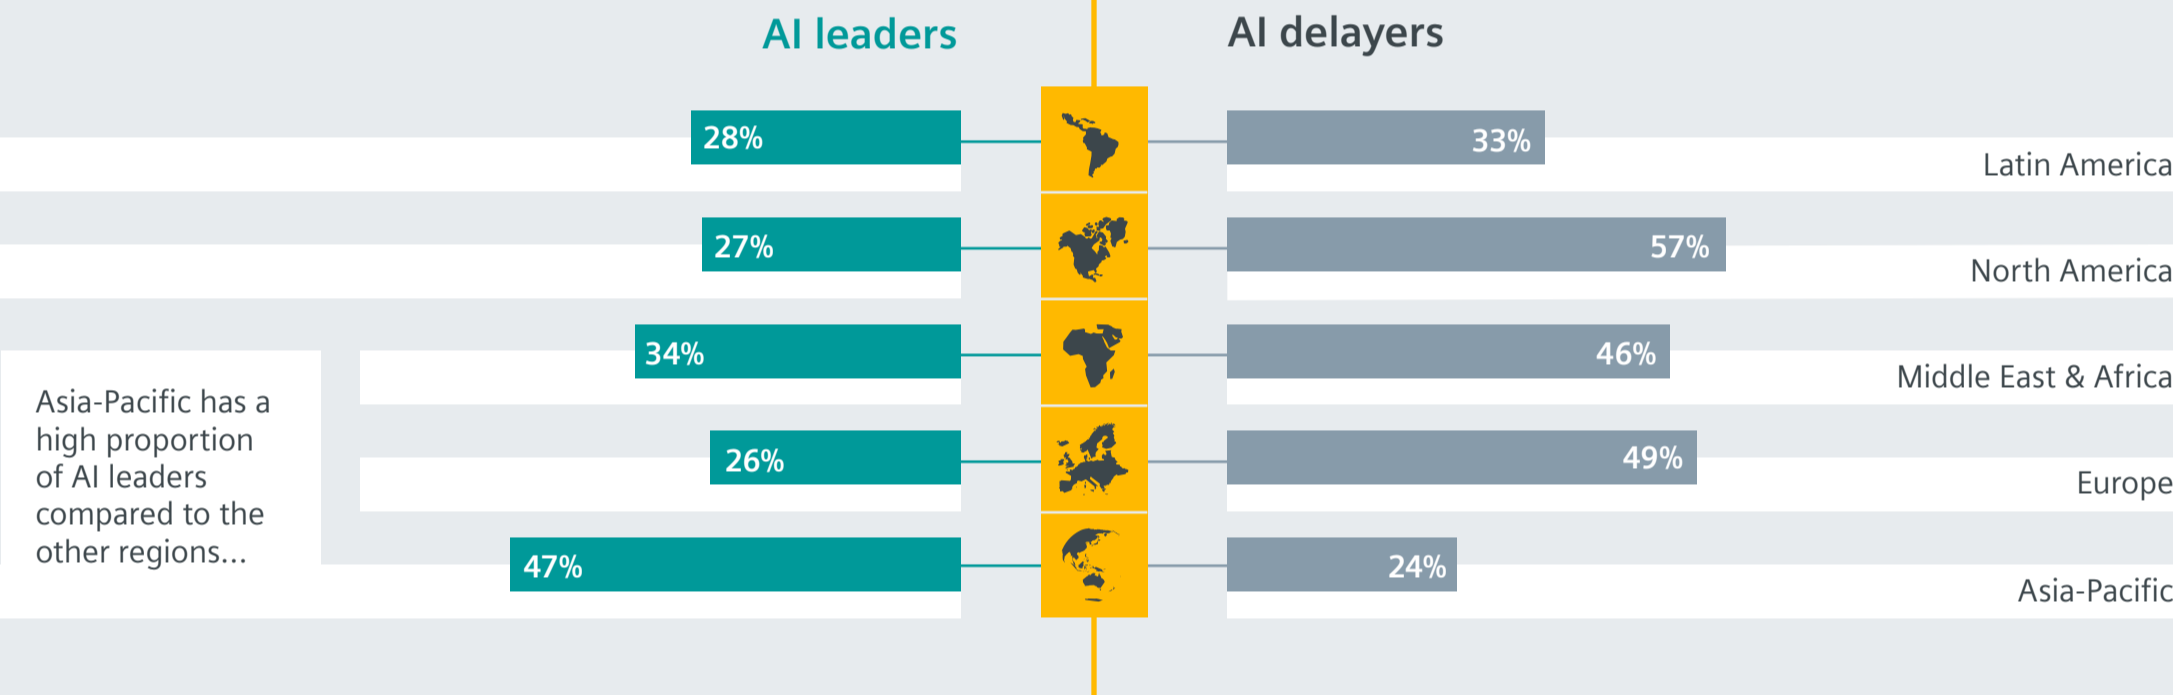 AI leaders
AI delayers
28%
33%
Latin America
27%
57%
North America
34%
46%
Middle East & Africa
26%
49%
Europe
47%
24%
Asia-Pacific
Asia-Pacific has a
high proportion
of AI leaders
compared to the
other regions...